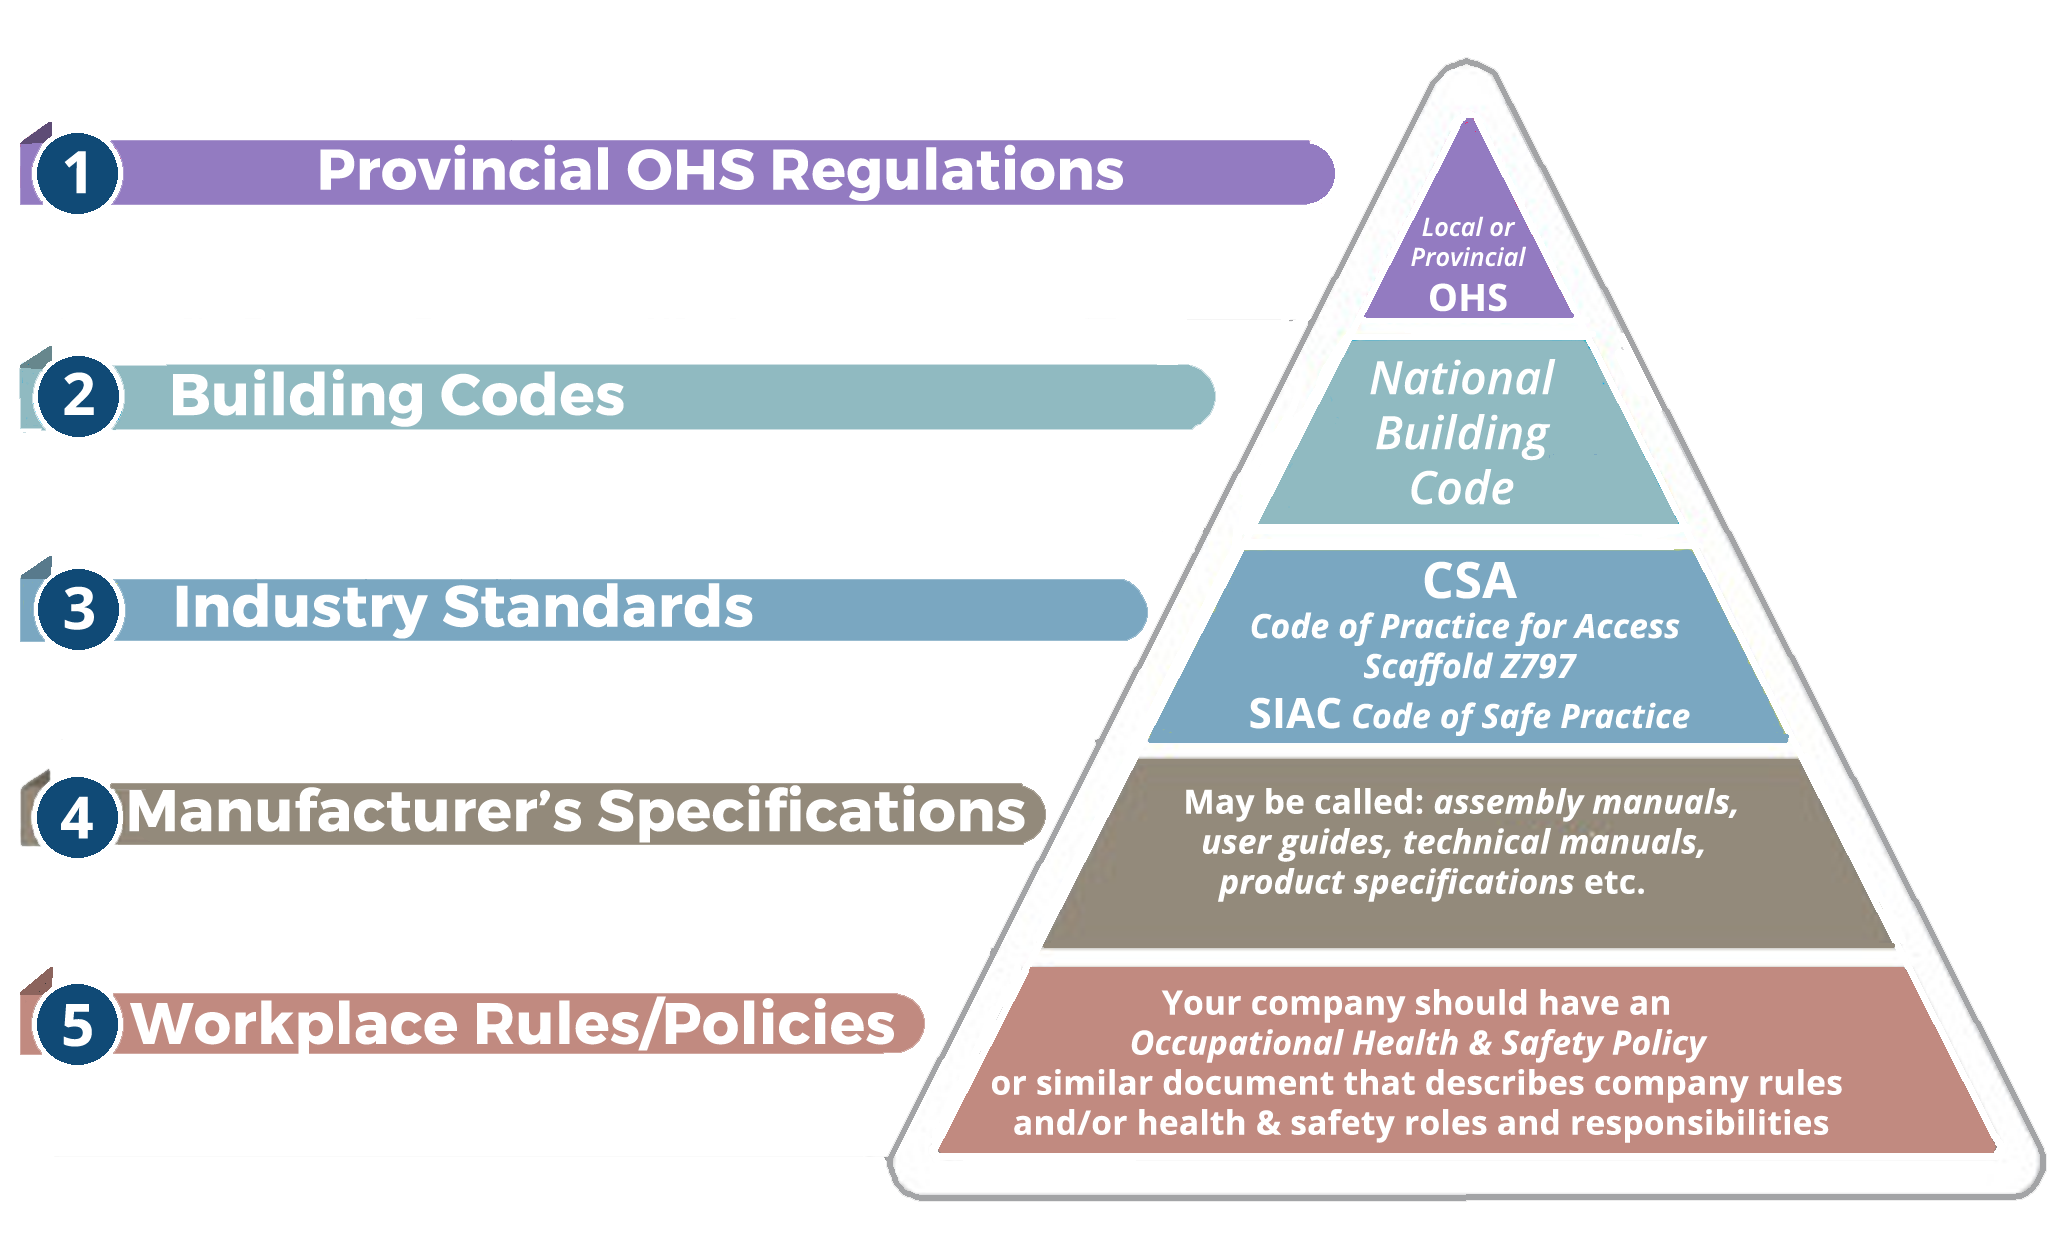 1
Provincial OHS Regulations
Local or
Provincial
OHS
2
Building Codes
National
Building
Code
3
Industry Standards
CSA
Code of Practice for Access
Scaffold Z797
SIAC Code of Safe Practice
4
Manufacturer’s Specifications
May be called: assembly manuals,
user guides, technical manuals,
product specifications etc.
5
Workplace Rules/Policies
Your company should have an
Occupational Health & Safety Policy
or similar document that describes company rules
and/or health & safety roles and responsibilities